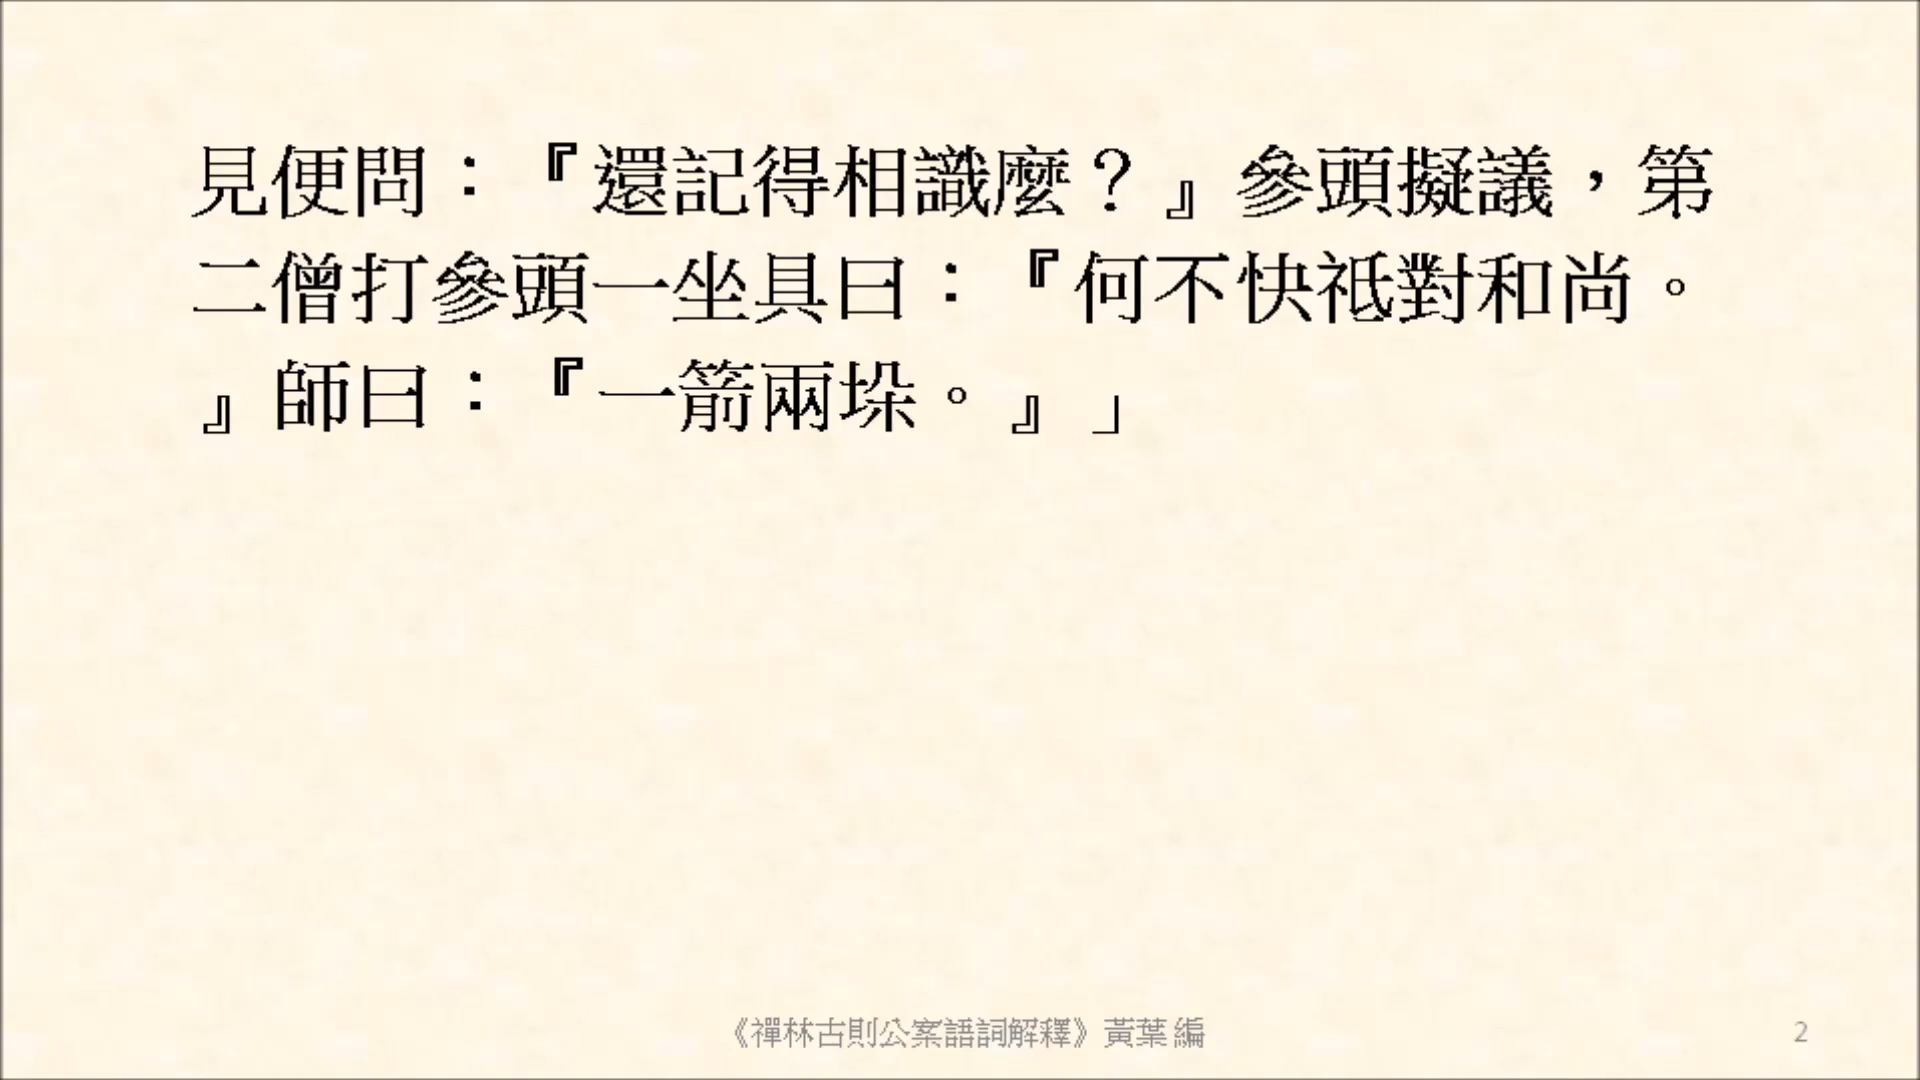 見便問：『還記得相識麼？』參頭擬議，第
二僧打參頭一坐具曰：『何不快祇對和尚。
』師曰：『一箭兩垛。』」
《禪林古則公案語詞解釋》黃葉 編
2